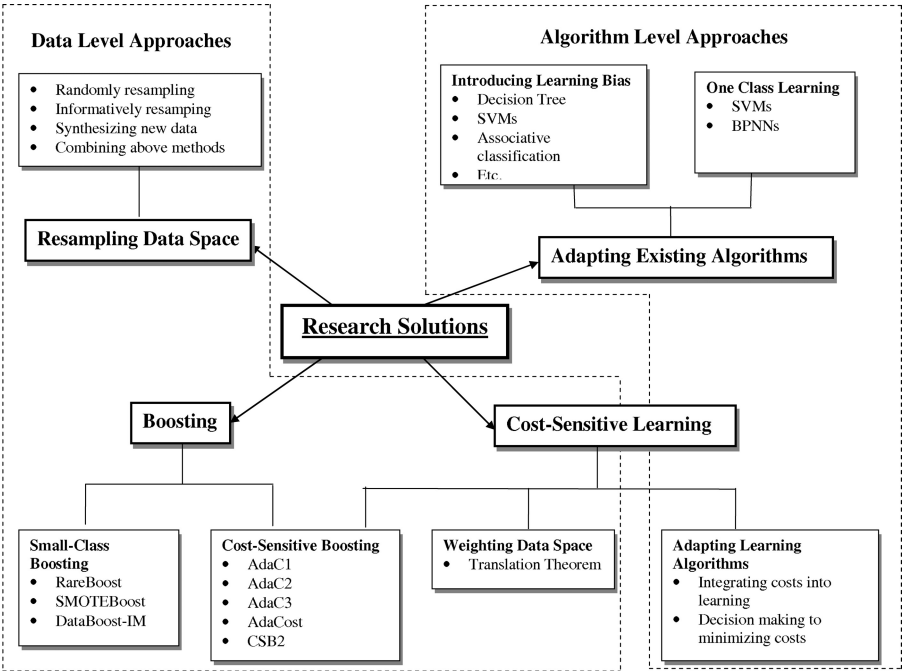 Data Level Approaches
• Randomly resampling
• Informatively resamping
• Synthesizing new data
• Combining above methods
Resampling Data Space
Algorithm Level Approaches
Introducing Learning Bias
• Decision Tree
• SVMs
• Associative
classification
• Etc.
One Class Learning
• SVMs
• BPNNs
Adapting Existing Algorithms
Research Solutions
Boosting
Cost-Sensitive Learning
Small-Class
Boosting
• RareBoost
• SMOTEBoost
• DataBoost-IM
Cost-Sensitive Boosting
• AdaC1
• AdaC2
• AdaC3
• AdaCost
• CSB2
Weighting Data Space
• Translation Theorem
Adapting Learning
Algorithms
• Integrating costs into
learning
• Decision making to
minimizing costs